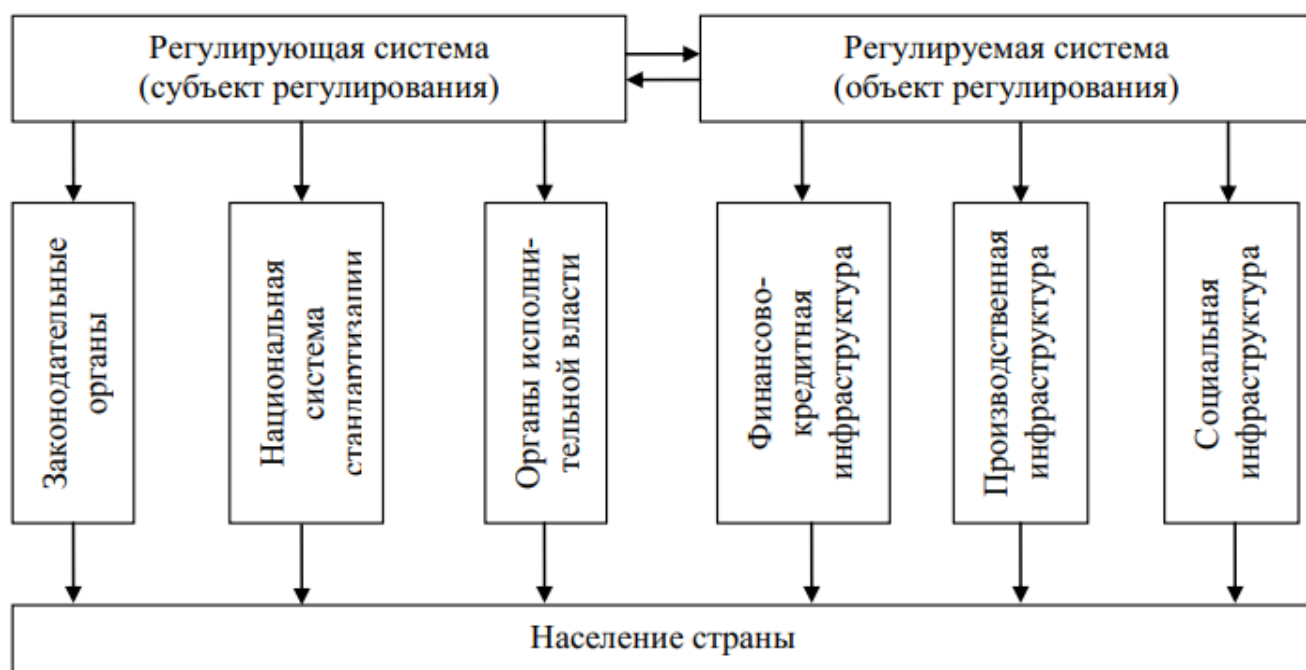 Регулирующая система
(субъект регулирования)
Регулируемая система
(объект регулирования)
Законодательные
органы
Национальная
система
стандартизации
Органы исполни-
тельной власти
Финансово-
кредитная
инфраструктура
Производственная
инфраструктура
Социальная
инфраструктура
Население страны